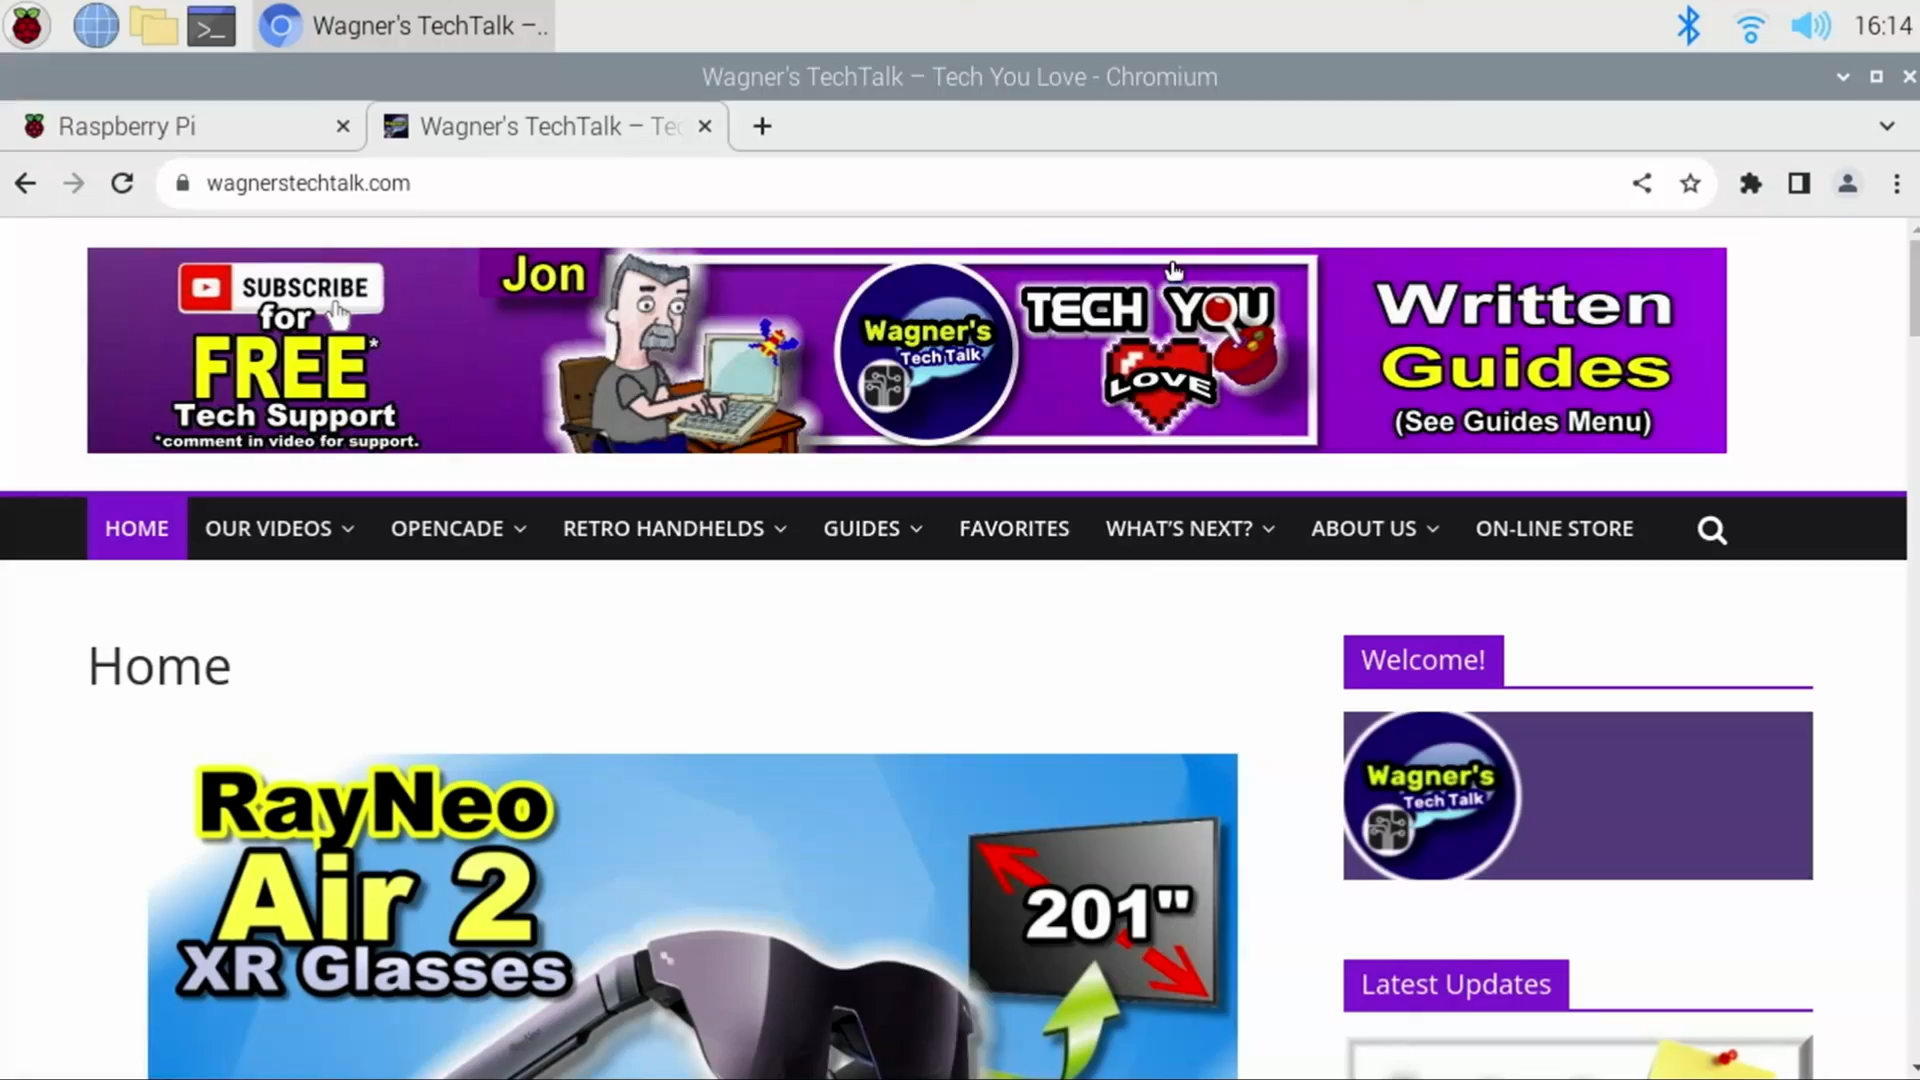 Wagner's TechTalk –..
16:14
Wagner's TechTalk – Tech You Love - Chromium
Raspberry Pi
Wagner's TechTalk – Tec
wagnerstechtalk.com
SUBSCRIBE
for
FREE*
Tech Support
*comment in video for support.
Jon
Wagner's
Tech Talk
TECH YOU
LOVE
Written
Guides
(See Guides Menu)
HOME
OUR VIDEOS
OPENCADE
RETRO HANDHELDS
GUIDES
FAVORITES
WHAT'S NEXT?
ABOUT US
ON-LINE STORE
Home
RayNeo
Air 2
XR Glasses
201"
Welcome!
Wagner's
Tech Talk
Latest Updates